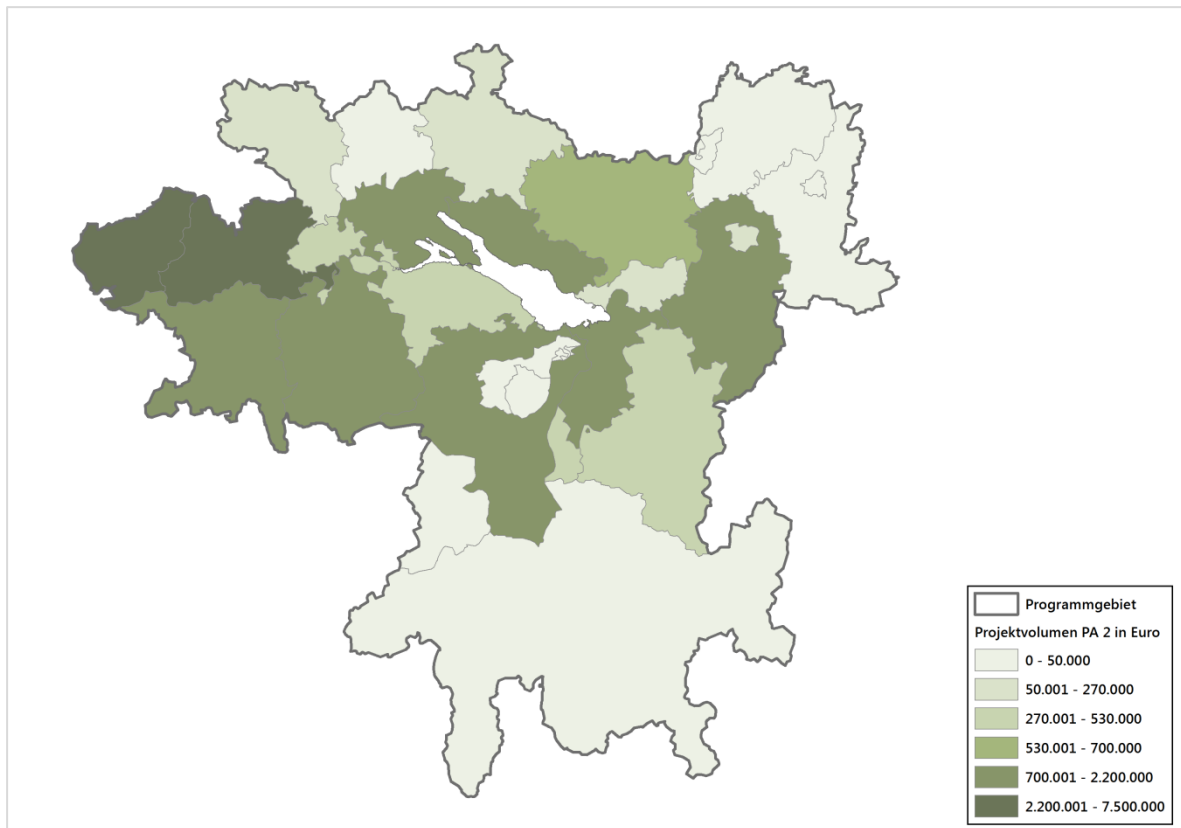 Programmgebiet
Projektvolumen PA 2 in Euro
0 - 50.000
50.001 - 270.000
270.001 - 530.000
530.001 - 700.000
700.001 - 2.200.000
2.200.001 - 7.500.000